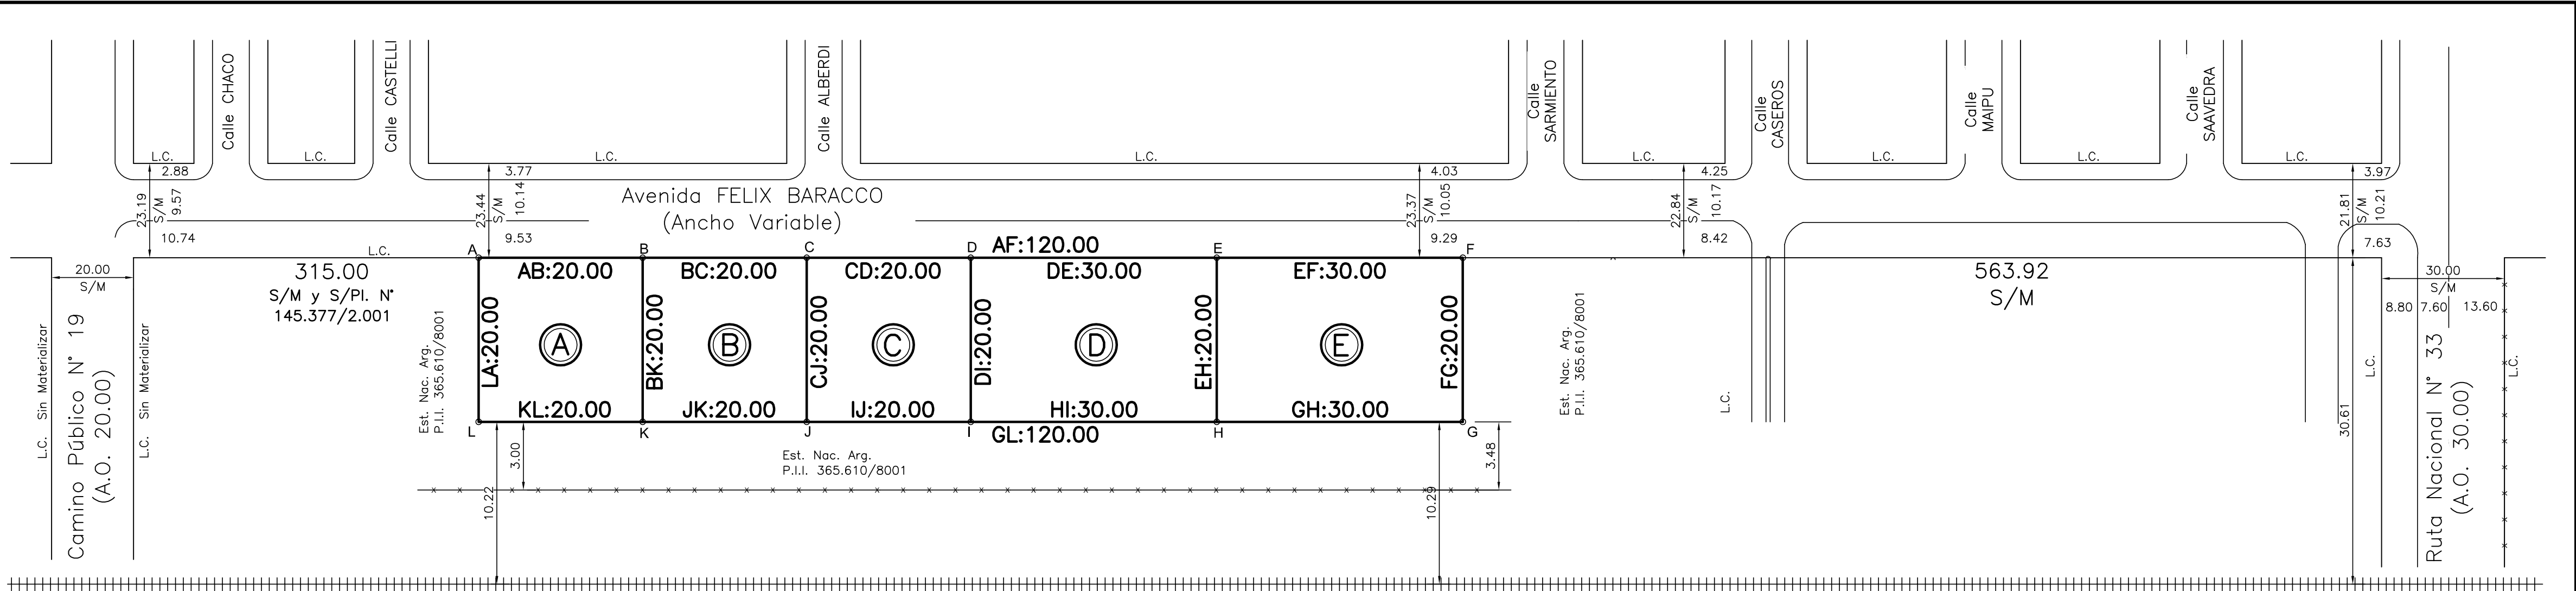 Calle CHACO
Calle CASTELLI
Calle ALBERDI
Calle
SARMIENTO
Calle
CASEROS
Calle
MAIPU
Calle
SAAVEDRA
L.C.
L.C.
L.C.
L.C.
L.C.
L.C.
L.C.
2.88
3.77
4.03
4.25
3.97
23.19
S/M
9.57
23.44
S/M
10.14
Avenida FELIX BARACCO
(Ancho Variable)
23.37
S/M
10.05
22.84
S/M
10.17
21.81
S/M
10.21
10.74
9.53
9.29
8.42
7.63
L.C.
A
B
C
D
AF:120.00
E
F
20.00
S/M
315.00
S/M y S/Pl. N°
145.377/2.001
AB:20.00
BC:20.00
CD:20.00
DE:30.00
EF:30.00
563.92
S/M
30.00
S/M
8.80
7.60
13.60
L.C. Sin Materializar
Camino Público N° 19
(A.O. 20.00)
L.C. Sin Materializar
Est. Nac. Arg.
P.I.I. 365.610/8001
LA:20.00
A
BK:20.00
B
CJ:20.00
C
DI:20.00
D
EH:20.00
E
FG:20.00
Est. Nac. Arg.
P.I.I. 365.610/8001
L.C.
L.C.
30.61
Ruta Nacional N° 33
(A.O. 30.00)
L.C.
KL:20.00
JK:20.00
IJ:20.00
HI:30.00
GH:30.00
L
K
J
I
GL:120.00
H
G
3.00
Est. Nac. Arg.
P.I.I. 365.610/8001
3.48
10.22
10.29